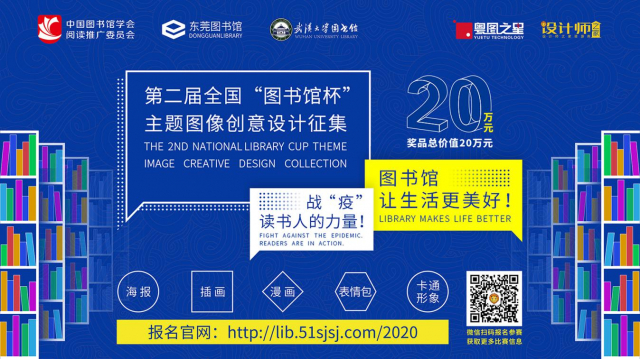 中国图书馆学会
阅读推广委员会
东莞图书馆
DONGGUAN LIBRARY
武汉大学图书馆
WUHAN UNIVERSITY LIBRARY
粤图之星
YUETU TECHNOLOGY
设计师之家
第二届全国“图书馆杯”
主题图像创意设计征集
THE 2ND NATIONAL LIBRARY CUP THEME
IMAGE CREATIVE DESIGN COLLECTION
20万元
奖品总价值20万元
图书馆
让生活更美好！
LIBRARY MAKES LIFE BETTER
战“疫”
读书人的力量！
FIGHT AGAINST THE EPIDEMIC.
READERS ARE IN ACTION.
海报
插画
漫画
表情包
卡通
形象
报名官网：http://lib.51sjsj.com/2020
微信扫码报名参赛
获取更多比赛信息